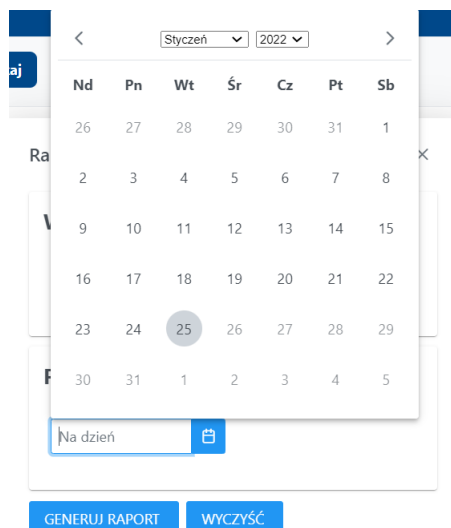 Styczeń 2022
Nd Pn Wt Śr Cz Pt Sb
26 27 28 29 30 31 1
2 3 4 5 6 7 8
9 10 11 12 13 14 15
16 17 18 19 20 21 22
23 24 25 26 27 28 29
30 31 1 2 3 4 5
aj
Ra
Na dzień
GENERUJ RAPORT WYCZYŚĆ